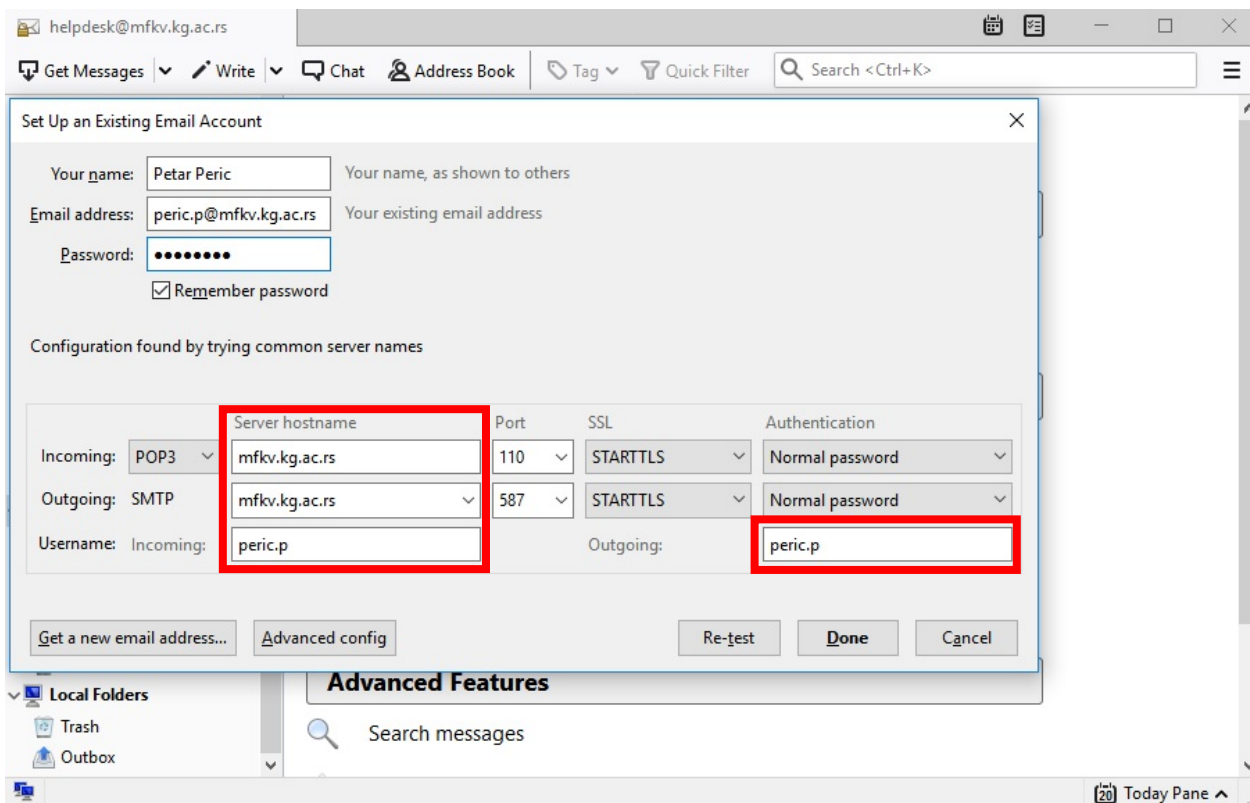 helpdesk@mfkv.kg.ac.rs
Get Messages Write Chat Address Book Tag Quick Filter Search <Ctrl+K>
Set Up an Existing Email Account
Your name: Petar Peric Your name, as shown to others
Email address: peric.p@mfkv.kg.ac.rs Your existing email address
Password: ●●●●●●●●
Remember password
Configuration found by trying common server names
Server hostname Port SSL Authentication
Incoming: POP3 mfkv.kg.ac.rs 110 STARTTLS Normal password
Outgoing: SMTP mfkv.kg.ac.rs 587 STARTTLS Normal password
Username: Incoming: peric.p Outgoing: peric.p
Get a new email address... Advanced config Re-test Done Cancel
Advanced Features
Local Folders
Trash
Search messages
Outbox
20 Today Pane